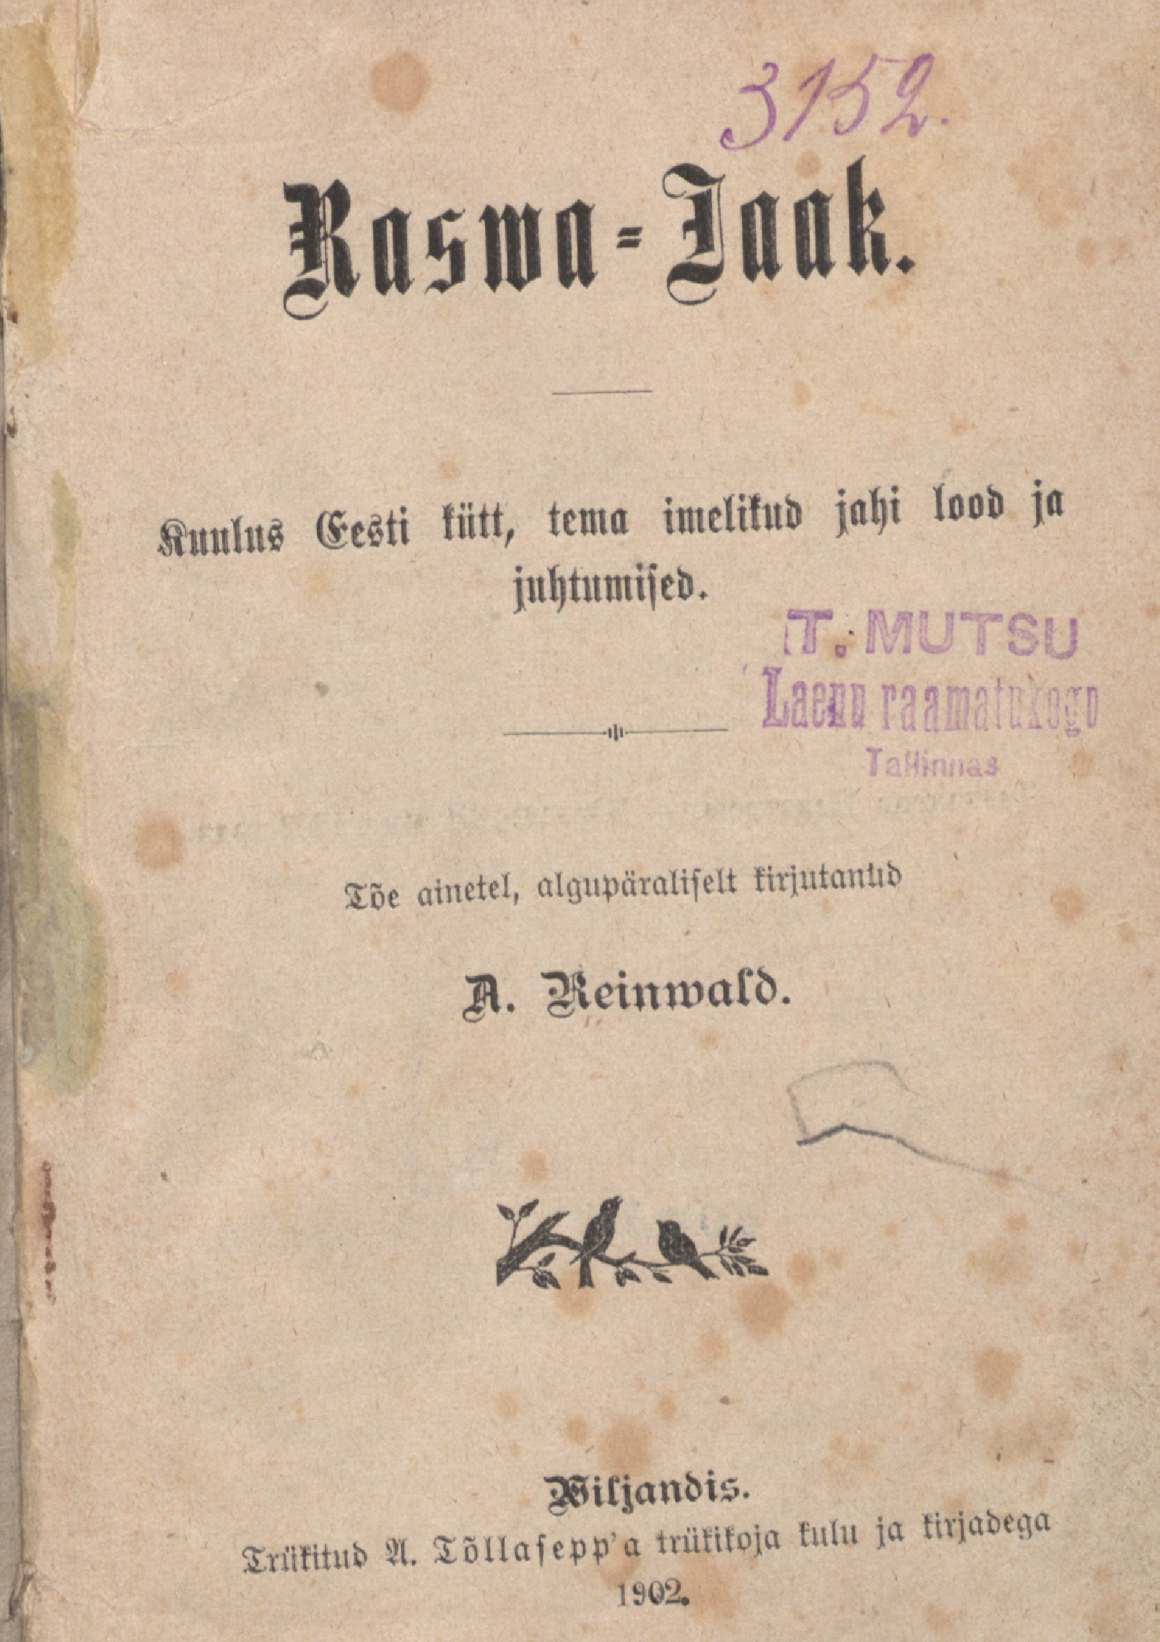 3152.
Raswa-Jaak.
Kuulus Eesti kütt, tema imelikud jahi lood ja
juhtumised.
T. MUTSU
Laenu raamatukogu
Tallinnas
Tõe ainetel, algupäraliselt kirjutanud
A. Reinwald.
Wiljandis.
Trükitud A. Tõllasepp'a trükikoja kulu ja kirjadega
1902.